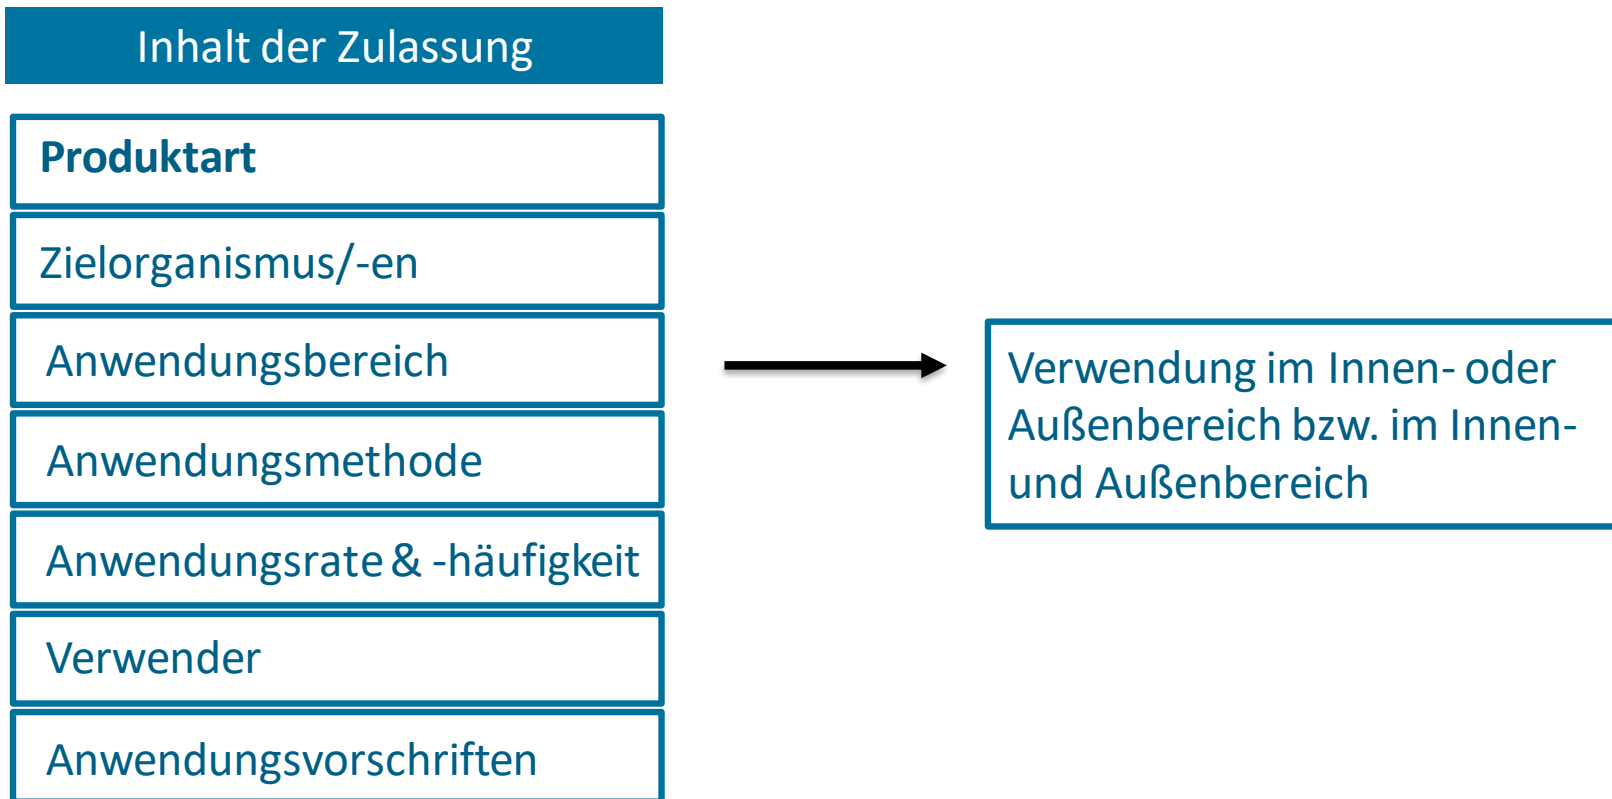 Inhalt der Zulassung
Produktart
Zielorganismus/-en
Anwendungsbereich
Anwendungsmethode
Anwendungsrate & -häufigkeit
Verwender
Anwendungsvorschriften
Verwendung im Innen- oder
Außenbereich bzw. im Innen-
und Außenbereich